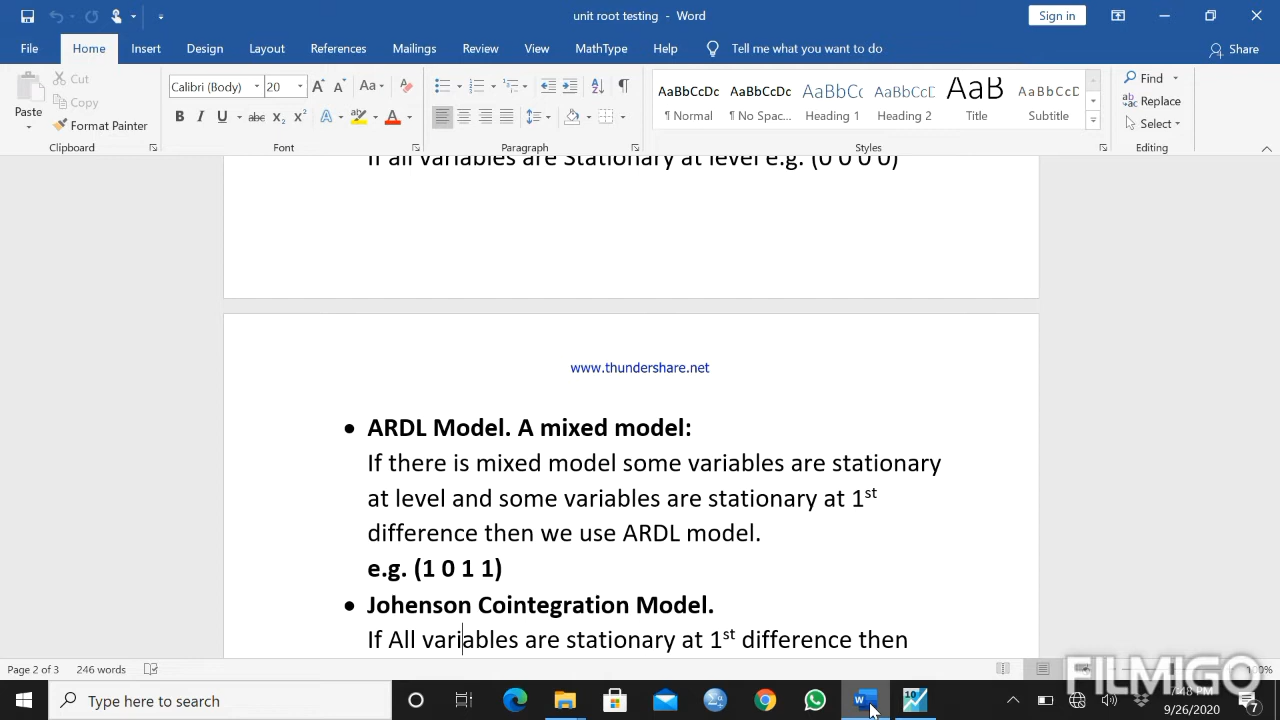 unit root testing - Word
Sign in
File Home Insert Design Layout References Mailings Review View MathType Help Tell me what you want to do Share
Paste
Cut
Copy
Format Painter
Clipboard
Calibri (Body) 20
Font
Paragraph
AaBbCcDc AaBbCcDc AaBbCc AaBbCcD AaB AaBbCcD
¶ Normal ¶ No Spac... Heading 1 Heading 2 Title Subtitle
Styles
Find
Replace
Select
Editing
If all variables are Stationary at level e.g. (0 0 0 0)
www.thundershare.net
• ARDL Model. A mixed model:
If there is mixed model some variables are stationary
at level and some variables are stationary at 1st
difference then we use ARDL model.
e.g. (1 0 1 1)
• Johenson Cointegration Model.
If All variables are stationary at 1st difference then
Page 2 of 3 246 words
FILMIGO
Type here to search
10
7:48 PM
9/26/2020
7